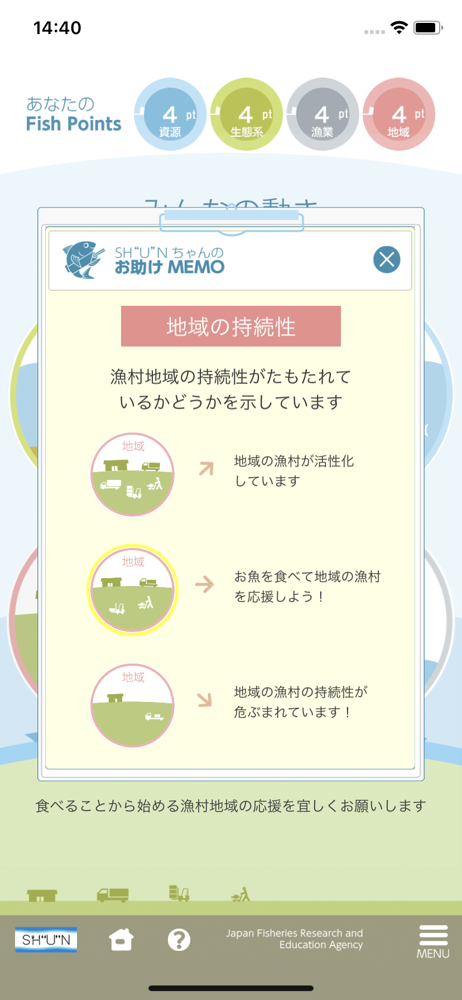 14:40
あなたの
Fish Points
4 pt
資源
4 pt
生態系
4 pt
漁業
4 pt
地域
みんなの動き
SH“U”Nちゃんの
お助け MEMO
地域の持続性
漁村地域の持続性がたもたれて
いるかどうかを示しています
地域
地域の漁村が活性化
しています
地域
お魚を食べて地域の漁村
を応援しよう！
地域
地域の漁村の持続性が
危ぶまれています！
食べることから始める漁村地域の応援を宜しくお願いします
SH“U”N
?
Japan Fisheries Research and
Education Agency
MENU